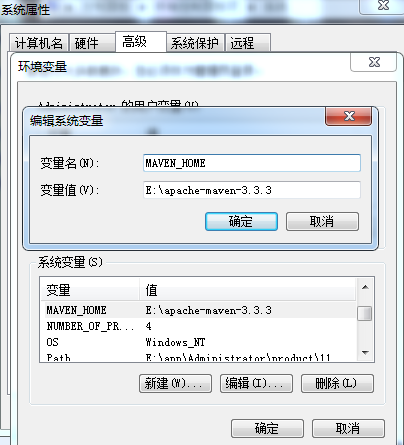 系统属性
计算机名 硬件 高级 系统保护 远程
环境变量
Administrator 的用户变量(U)
编辑系统变量
变量名(N): MAVEN_HOME
变量值(V): E:\apache-maven-3.3.3
确定 取消
系统变量(S)
变量 值
MAVEN_HOME E:\apache-maven-3.3.3
NUMBER_OF_PR... 4
OS Windows_NT
Path E:\app\Administrator\product\11
新建(W)... 编辑(I)... 删除(L)
确定 取消